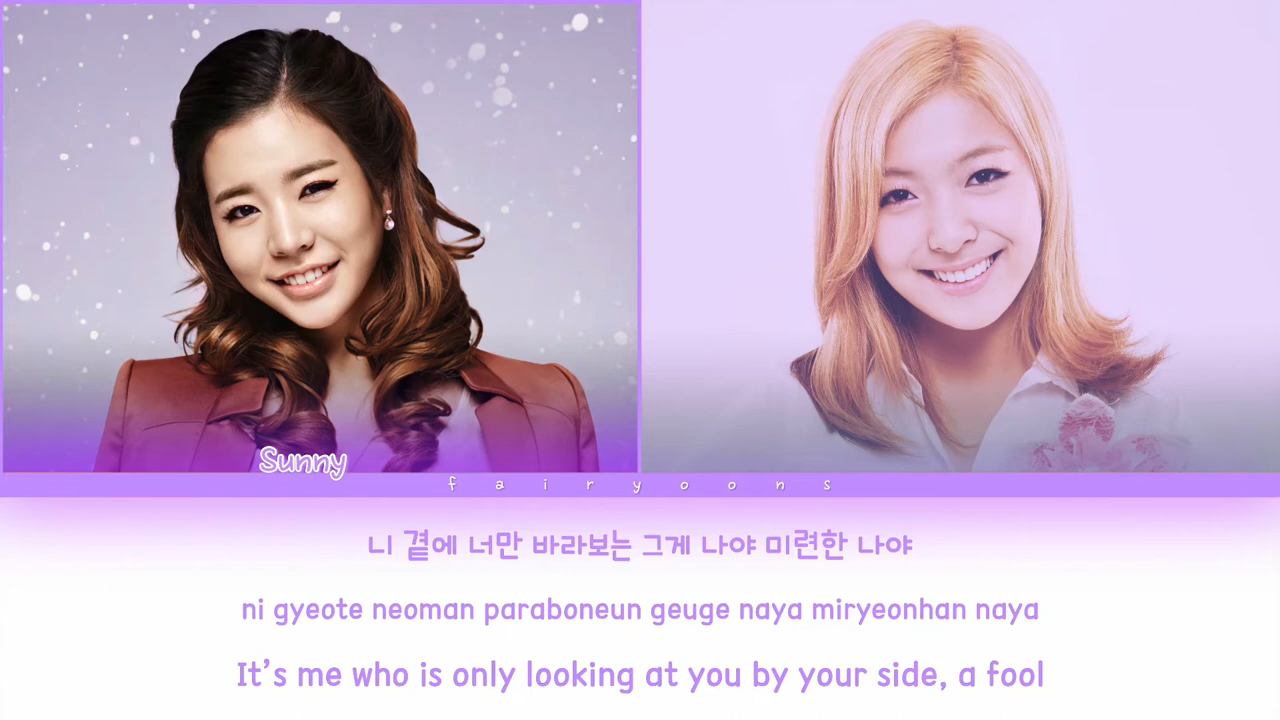 Sunny
f a i r y o o n s
니 곁에 너만 바라보는 그게 나야 미련한 나야
ni gyeote neoman paraboneun geuge naya miryeonhan naya
It's me who is only looking at you by your side, a fool